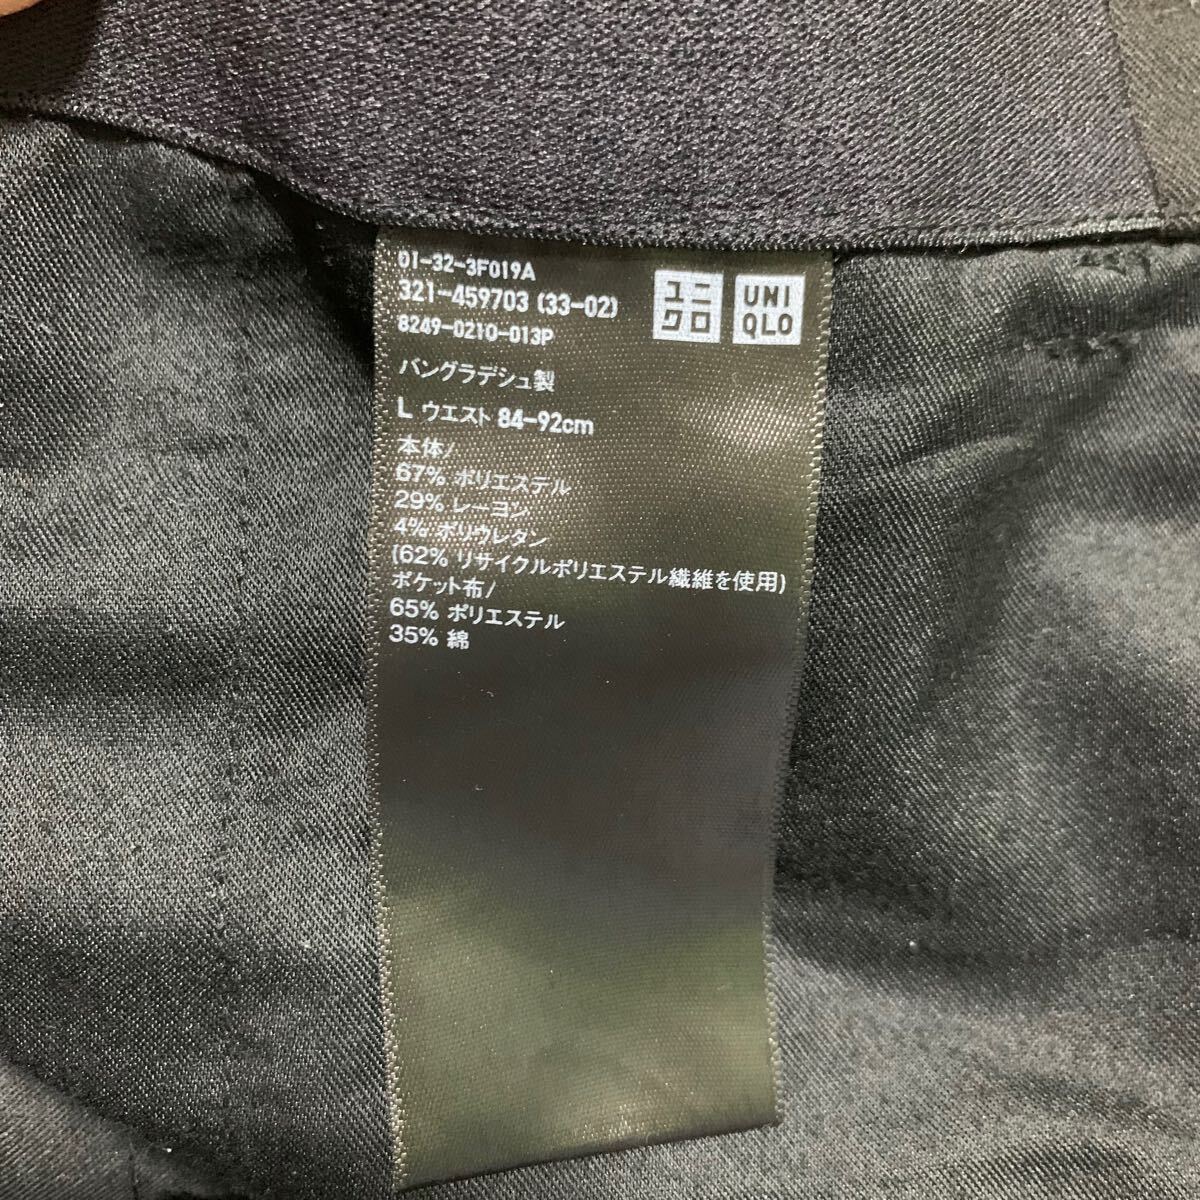 01-32-3F019A
321-459703 (33-02)
8249-0210-013P
ユニ
クロ
UNI
QLO
バングラデシュ製
L ウエスト 84-92cm
本体/
67% ポリエステル
29% レーヨン
4% ポリウレタン
(62% リサイクルポリエステル繊維を使用)
ポケット布/
65% ポリエステル
35% 綿